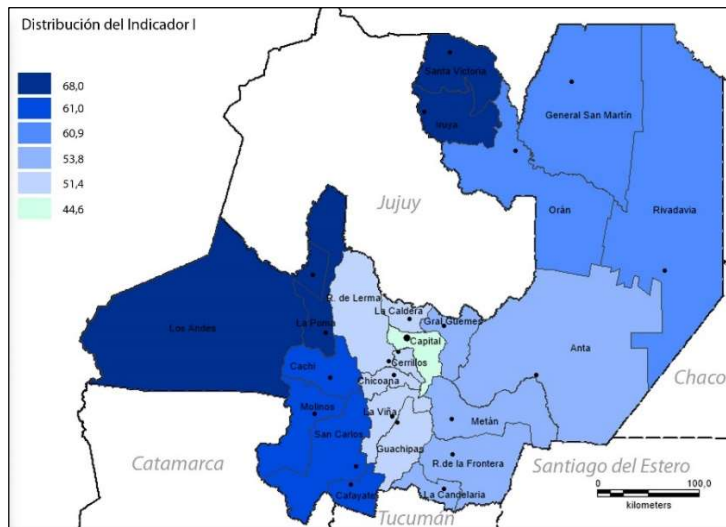 Distribución del Indicador I
68,0
61,0
60,9
53,8
51,4
44,6
Santa Victoria
Iruya
General San Martín
Jujuy
Orán
Rivadavia
R. de Lerma
La Caldera
Gral Guemes
Los Andes
La Poma
Capital
Anta
Cerrillos
Cachi
Chicoana
Chaco
Molinos
La Viña
Metán
San Carlos
Guachipas
Catamarca
R.de la Frontera
Santiago del Estero
Cafayate
La Candelaria
Tucumán
0
100,0
kilometers